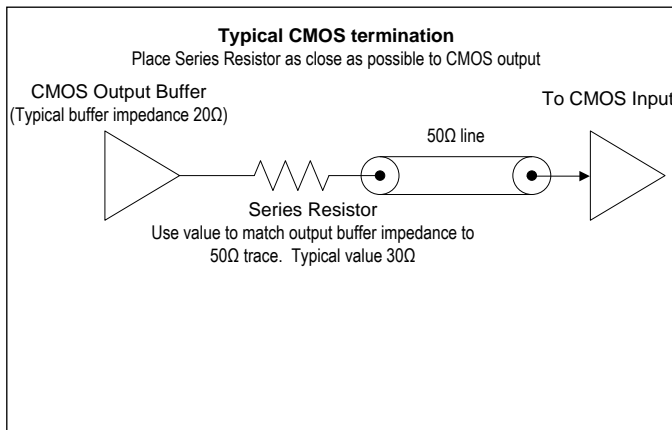 Typical CMOS termination
Place Series Resistor as close as possible to CMOS output
CMOS Output Buffer
(Typical buffer impedance 20Ω)
To CMOS Input
50Ω line
Series Resistor
Use value to match output buffer impedance to
50Ω trace. Typical value 30Ω